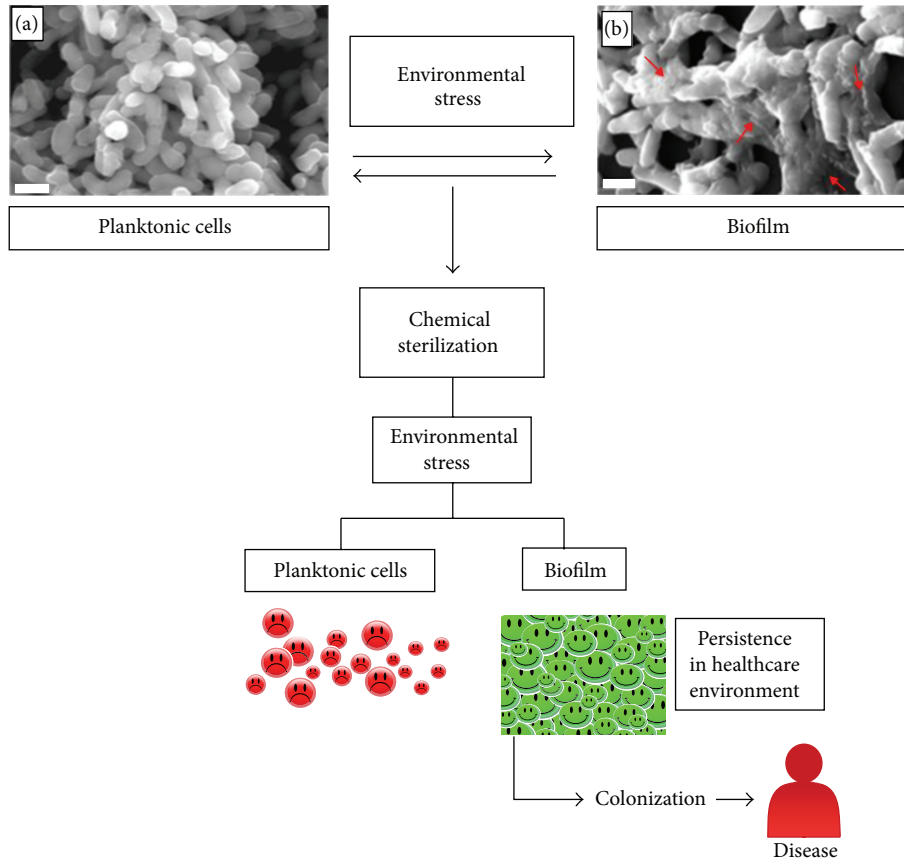 (a)
Environmental
stress
(b)
Planktonic cells
Biofilm
Chemical
sterilization
Environmental
stress
Planktonic cells
Biofilm
Persistence
in healthcare
environment
Colonization
Disease